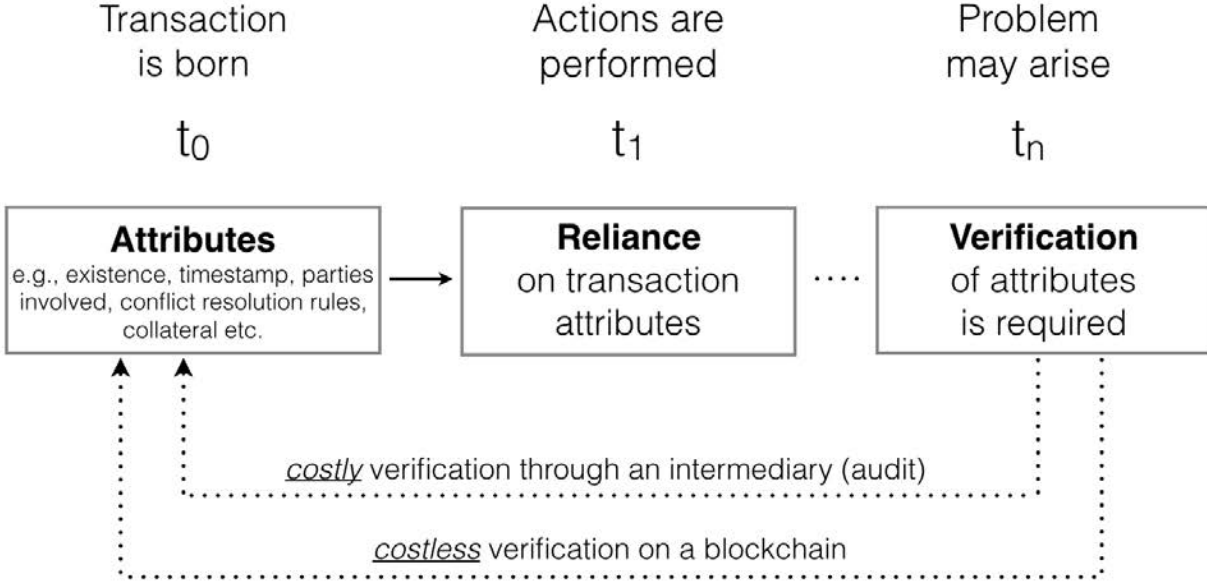 Transaction
is born
t₀
Actions are
performed
t₁
Problem
may arise
tₙ
Attributes
e.g., existence, timestamp, parties
involved, conflict resolution rules,
collateral etc.
Reliance
on transaction
attributes
....
Verification
of attributes
is required
costly verification through an intermediary (audit)
costless verification on a blockchain